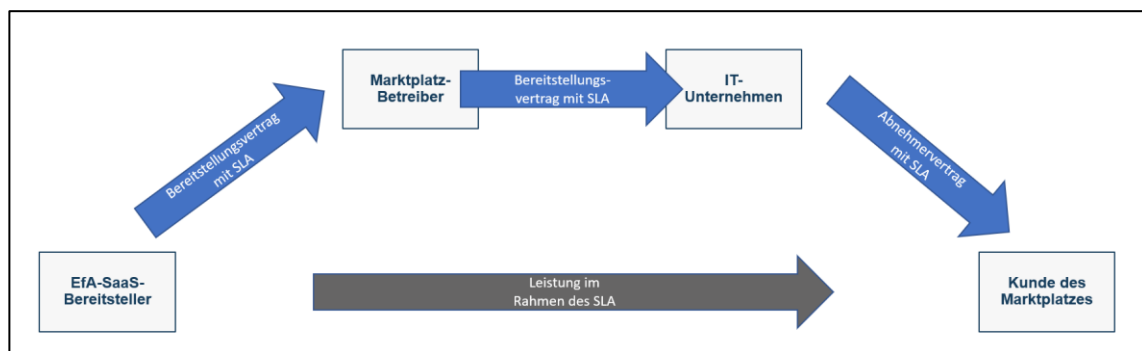 Marktplatz-
Betreiber
Bereitstellungs-
vertrag mit SLA
IT-
Unternehmen
Bereitstellungsvertrag
mit SLA
Abnehmervertrag
mit SLA
EfA-SaaS-
Bereitsteller
Leistung im
Rahmen des SLA
Kunde des
Marktplatzes